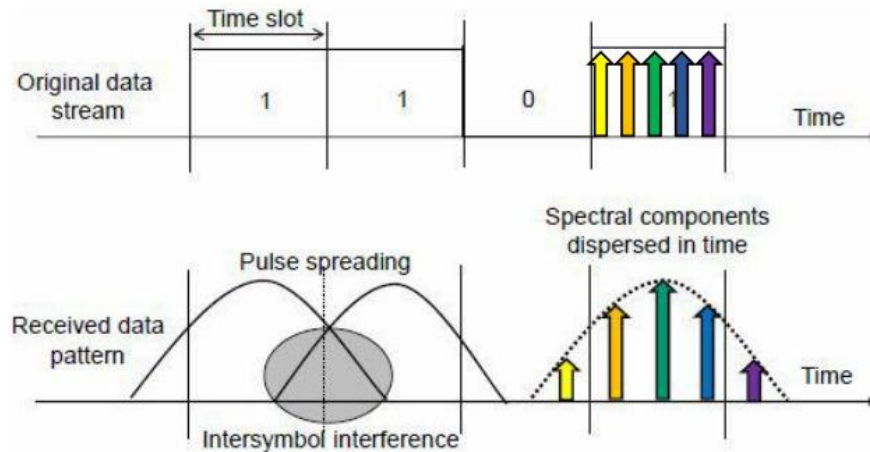 Time slot
Original data
stream
1 1 0 1
Time
Spectral components
dispersed in time
Pulse spreading
Received data
pattern
Time
Intersymbol interference